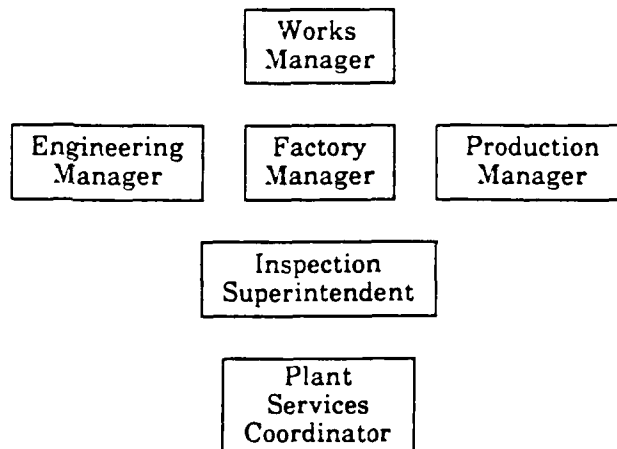 Works
Manager
Engineering
Manager
Factory
Manager
Production
Manager
Inspection
Superintendent
Plant
Services
Coordinator